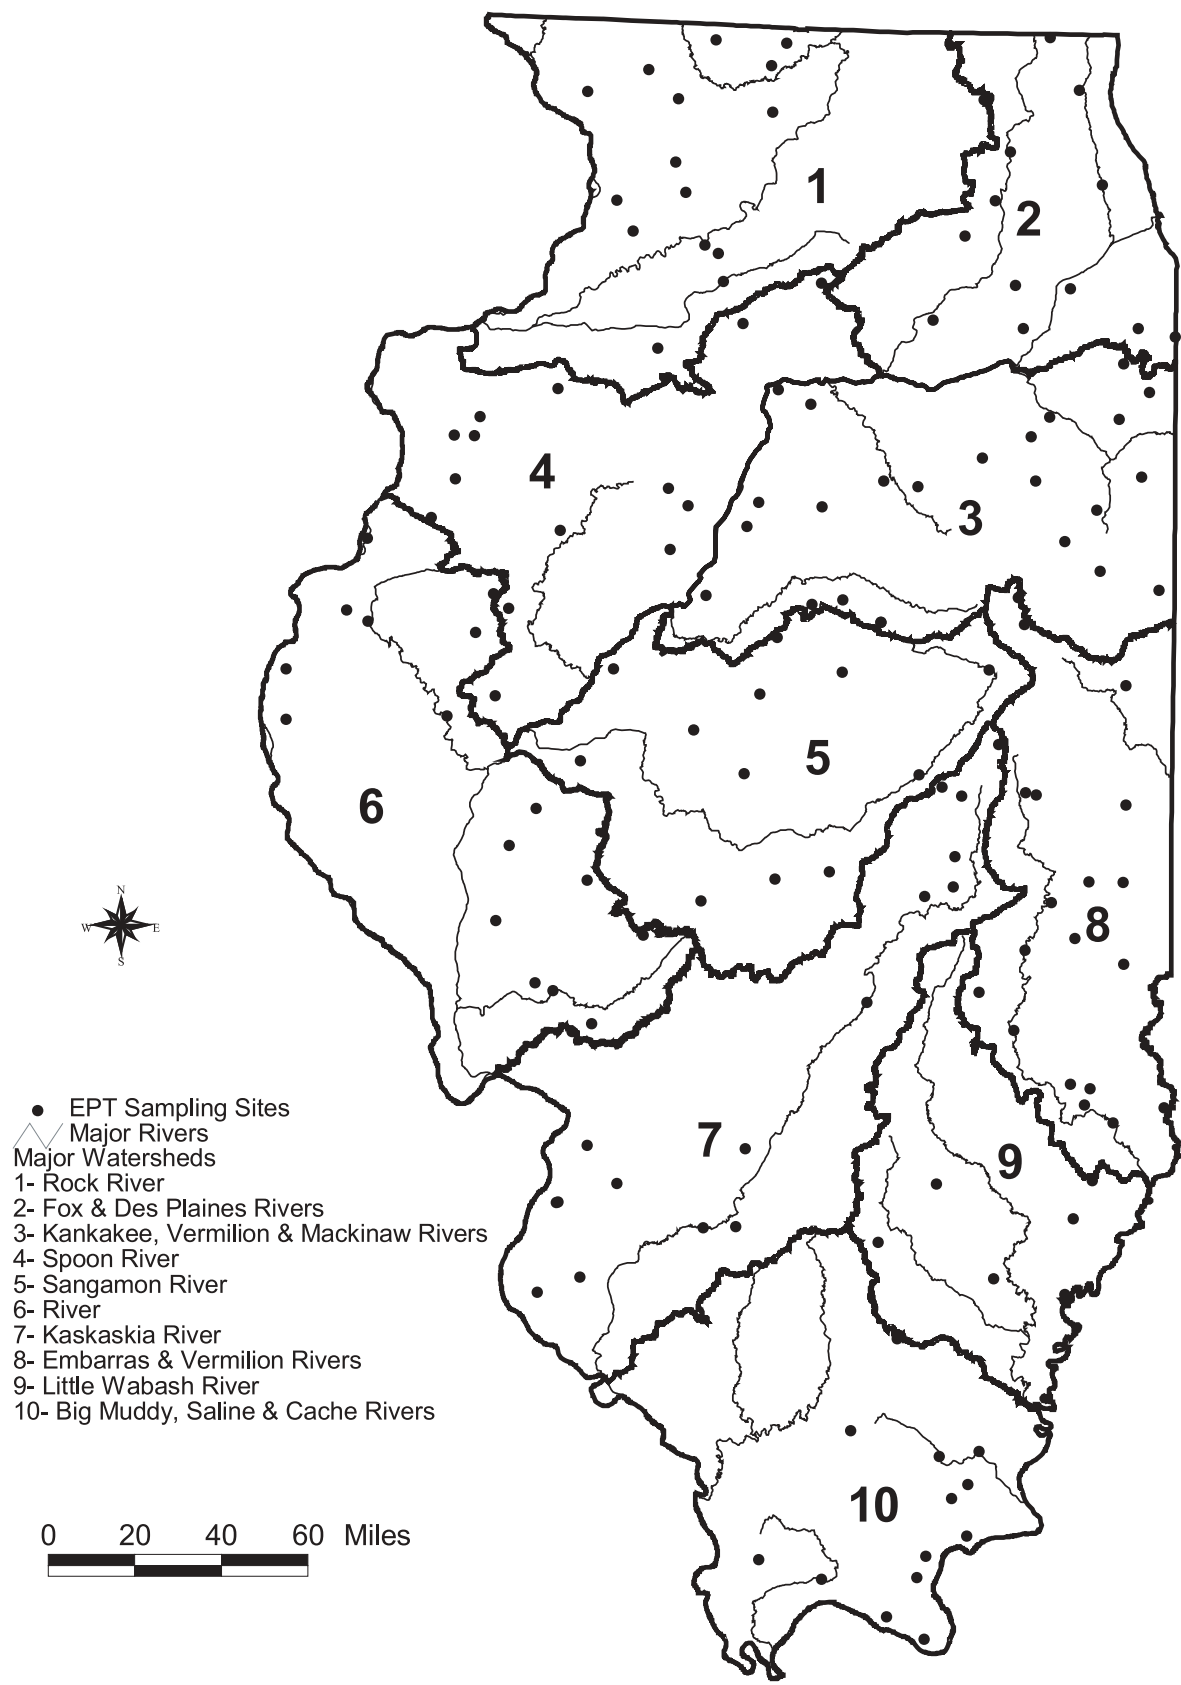 1
2
3
4
5
6
N
W E
S
8
7
9
10
EPT Sampling Sites
Major Rivers
Major Watersheds
1- Rock River
2- Fox & Des Plaines Rivers
3- Kankakee, Vermilion & Mackinaw Rivers
4- Spoon River
5- Sangamon River
6- River
7- Kaskaskia River
8- Embarras & Vermilion Rivers
9- Little Wabash River
10- Big Muddy, Saline & Cache Rivers
0 20 40 60 Miles